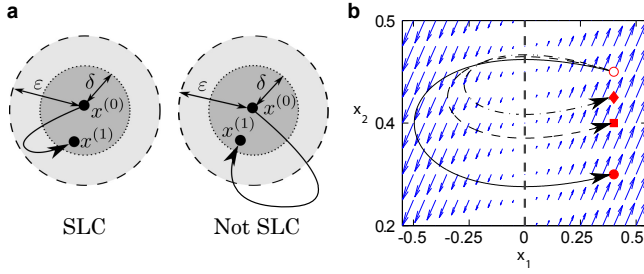 a
ε
δ
x^(0)
x^(1)
SLC
ε
δ
x^(0)
x^(1)
Not SLC
b
0.5
0.4
0.2
x_2
-0.5
-0.25
0
0.25
0.5
x_1